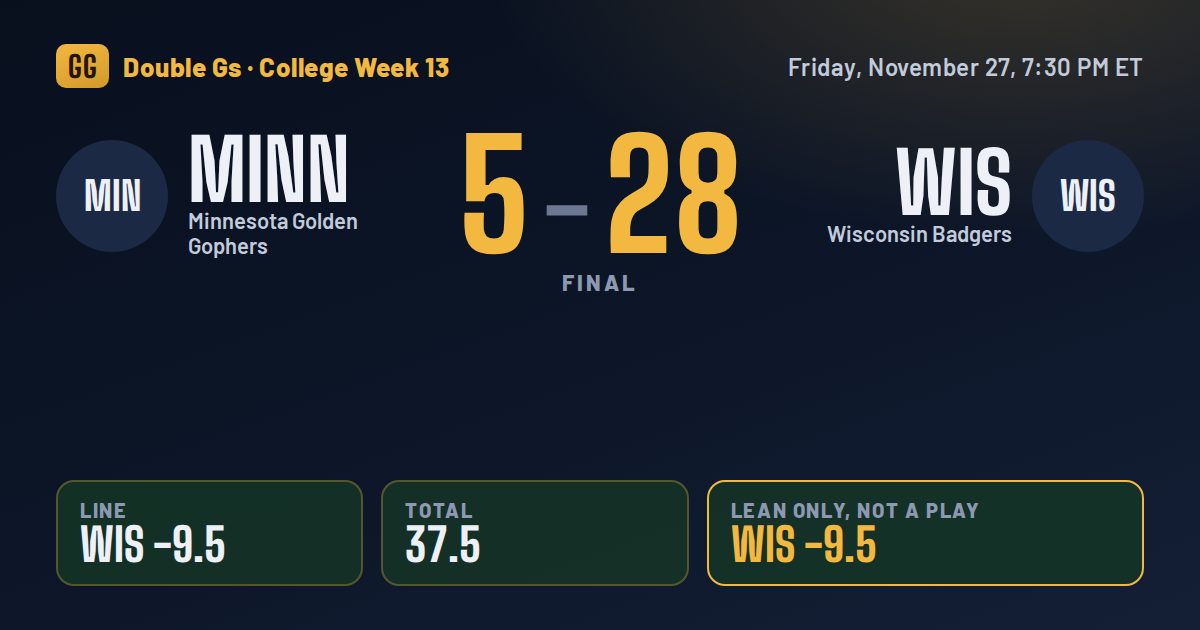 GG
Double Gs · College Week 13
Friday, November 27, 7:30 PM ET
MIN
MINN
Minnesota Golden
Gophers
5 – 28
FINAL
WIS
Wisconsin Badgers
WIS
LINE
WIS −9.5
TOTAL
37.5
LEAN ONLY, NOT A PLAY
WIS −9.5